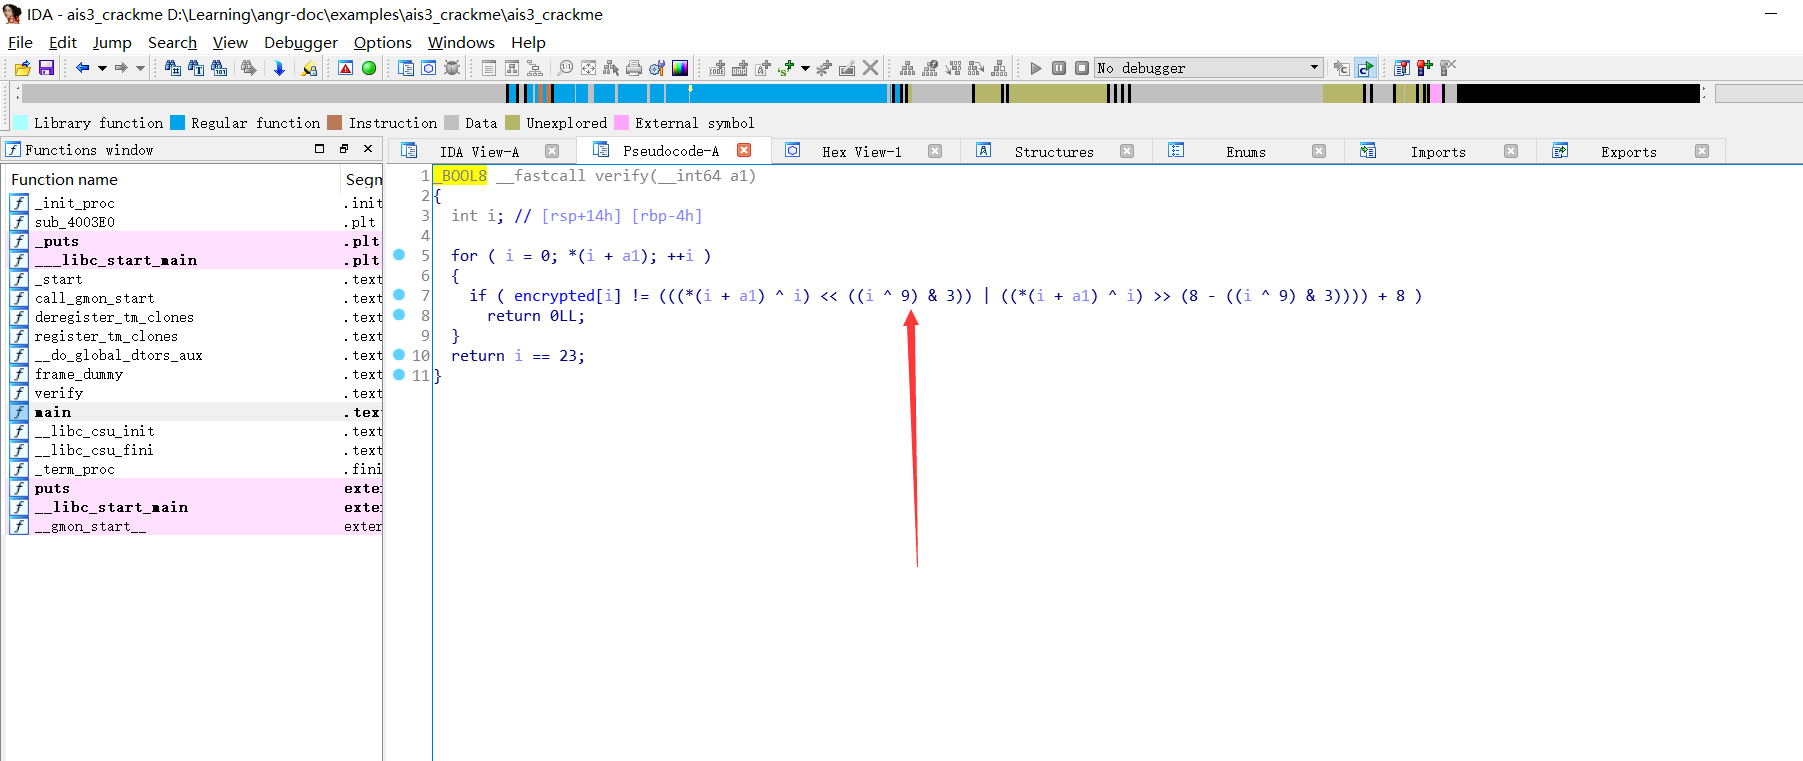 IDA - ais3_crackme D:\Learning\angr-doc\examples\ais3_crackme\ais3_crackme
File Edit Jump Search View Debugger Options Windows Help
No debugger
Library function Regular function Instruction Data Unexplored External symbol
Functions window
IDA View-A Pseudocode-A Hex View-1 Structures Enums Imports Exports
Function name Segm
_init_proc .init
sub_4003E0 .plt
_puts .plt
___libc_start_main .plt
_start .text
call_gmon_start .text
deregister_tm_clones .text
register_tm_clones .text
__do_global_dtors_aux .text
frame_dummy .text
verify .text
main .text
__libc_csu_init .text
__libc_csu_fini .text
_term_proc .fini
puts exter
__libc_start_main exter
__gmon_start__ exter
1 _BOOL8 __fastcall verify(__int64 a1)
2 {
3 int i; // [rsp+14h] [rbp-4h]
4
5 for ( i = 0; *(i + a1); ++i )
6 {
7 if ( encrypted[i] != (((*(i + a1) ^ i) << ((i ^ 9) & 3)) | ((*(i + a1) ^ i) >> (8 - ((i ^ 9) & 3)))) + 8 )
8 return 0LL;
9 }
10 return i == 23;
11 }